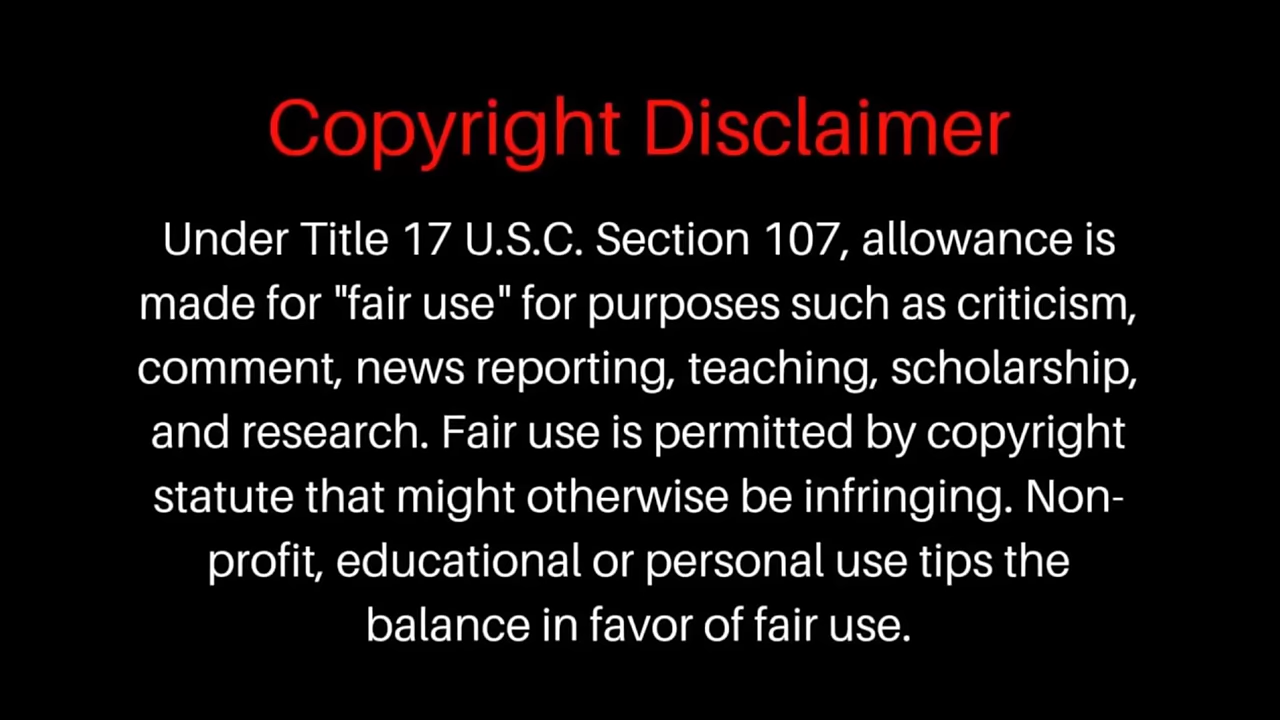 Copyright Disclaimer
Under Title 17 U.S.C. Section 107, allowance is
made for "fair use" for purposes such as criticism,
comment, news reporting, teaching, scholarship,
and research. Fair use is permitted by copyright
statute that might otherwise be infringing. Non-
profit, educational or personal use tips the
balance in favor of fair use.